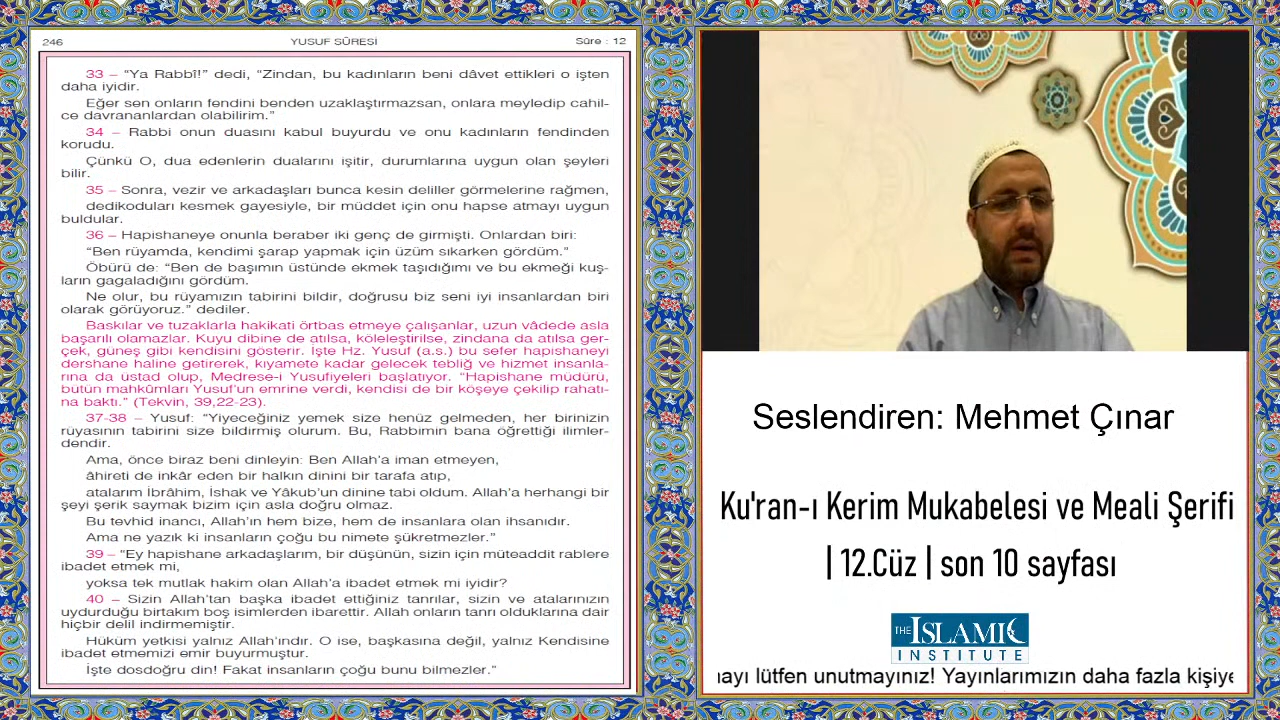 246 YUSUF SÛRESİ Sûre : 12
33 – “Ya Rabbî!” dedi, “Zindan, bu kadınların beni dâvet ettikleri o işten
daha iyidir.
Eğer sen onların fendini benden uzaklaştırmazsan, onlara meyledip cahil-
ce davrananlardan olabilirim.”
34 – Rabbi onun duasını kabul buyurdu ve onu kadınların fendinden
korudu.
Çünkü O, dua edenlerin dualarını işitir, durumlarına uygun olan şeyleri
bilir.
35 – Sonra, vezir ve arkadaşları bunca kesin deliller görmelerine rağmen,
dedikoduları kesmek gayesiyle, bir müddet için onu hapse atmayı uygun
buldular.
36 – Hapishaneye onunla beraber iki genç de girmişti. Onlardan biri:
“Ben rüyamda, kendimi şarap yapmak için üzüm sıkarken gördüm.”
Öbürü de: “Ben de başımın üstünde ekmek taşıdığımı ve bu ekmeği kuş-
ların gagaladığını gördüm.
Ne olur, bu rüyamızın tabirini bildir, doğrusu biz seni iyi insanlardan biri
olarak görüyoruz.” dediler.
Baskılar ve tuzaklarla hakikati örtbas etmeye çalışanlar, uzun vâdede asla
başarılı olamazlar. Kuyu dibine de atılsa, köleleştirilse, zindana da atılsa ger-
çek, güneş gibi kendisini gösterir. İşte Hz. Yusuf (a.s.) bu sefer hapishaneyi
dershane haline getirerek, kıyamete kadar gelecek tebliğ ve hizmet insanla-
rına da üstad olup, Medrese-i Yusufiyeleri başlatıyor. “Hapishane müdürü,
bütün mahkûmları Yusuf’un emrine verdi, kendisi de bir köşeye çekilip rahatı-
na baktı.” (Tekvin, 39,22-23).
37-38 – Yusuf: “Yiyeceğiniz yemek size henüz gelmeden, her birinizin
rüyasının tabirini size bildirmiş olurum. Bu, Rabbimin bana öğrettiği ilimler-
dendir.
Ama, önce biraz beni dinleyin: Ben Allah’a iman etmeyen,
âhireti de inkâr eden bir halkın dinini bir tarafa atıp,
atalarım İbrâhim, İshak ve Yâkub’un dinine tabi oldum. Allah’a herhangi bir
şeyi şerik saymak bizim için asla doğru olmaz.
Bu tevhid inancı, Allah’ın hem bize, hem de insanlara olan ihsanıdır.
Ama ne yazık ki insanların çoğu bu nimete şükretmezler.”
39 – “Ey hapishane arkadaşlarım, bir düşünün, sizin için müteaddit rablere
ibadet etmek mi,
yoksa tek mutlak hakim olan Allah’a ibadet etmek mi iyidir?
40 – Sizin Allah’tan başka ibadet ettiğiniz tanrılar, sizin ve atalarınızın
uydurduğu birtakım boş isimlerden ibarettir. Allah onların tanrı olduklarına dair
hiçbir delil indirmemiştir.
Hüküm yetkisi yalnız Allah’ındır. O ise, başkasına değil, yalnız Kendisine
ibadet etmemizi emir buyurmuştur.
İşte dosdoğru din! Fakat insanların çoğu bunu bilmezler.”
Seslendiren: Mehmet Çınar
Ku'ran-ı Kerim Mukabelesi ve Meali Şerifi
| 12.Cüz | son 10 sayfası
THE ISLAMIC
INSTITUTE
mayı lütfen unutmayınız! Yayınlarımızın daha fazla kişiye